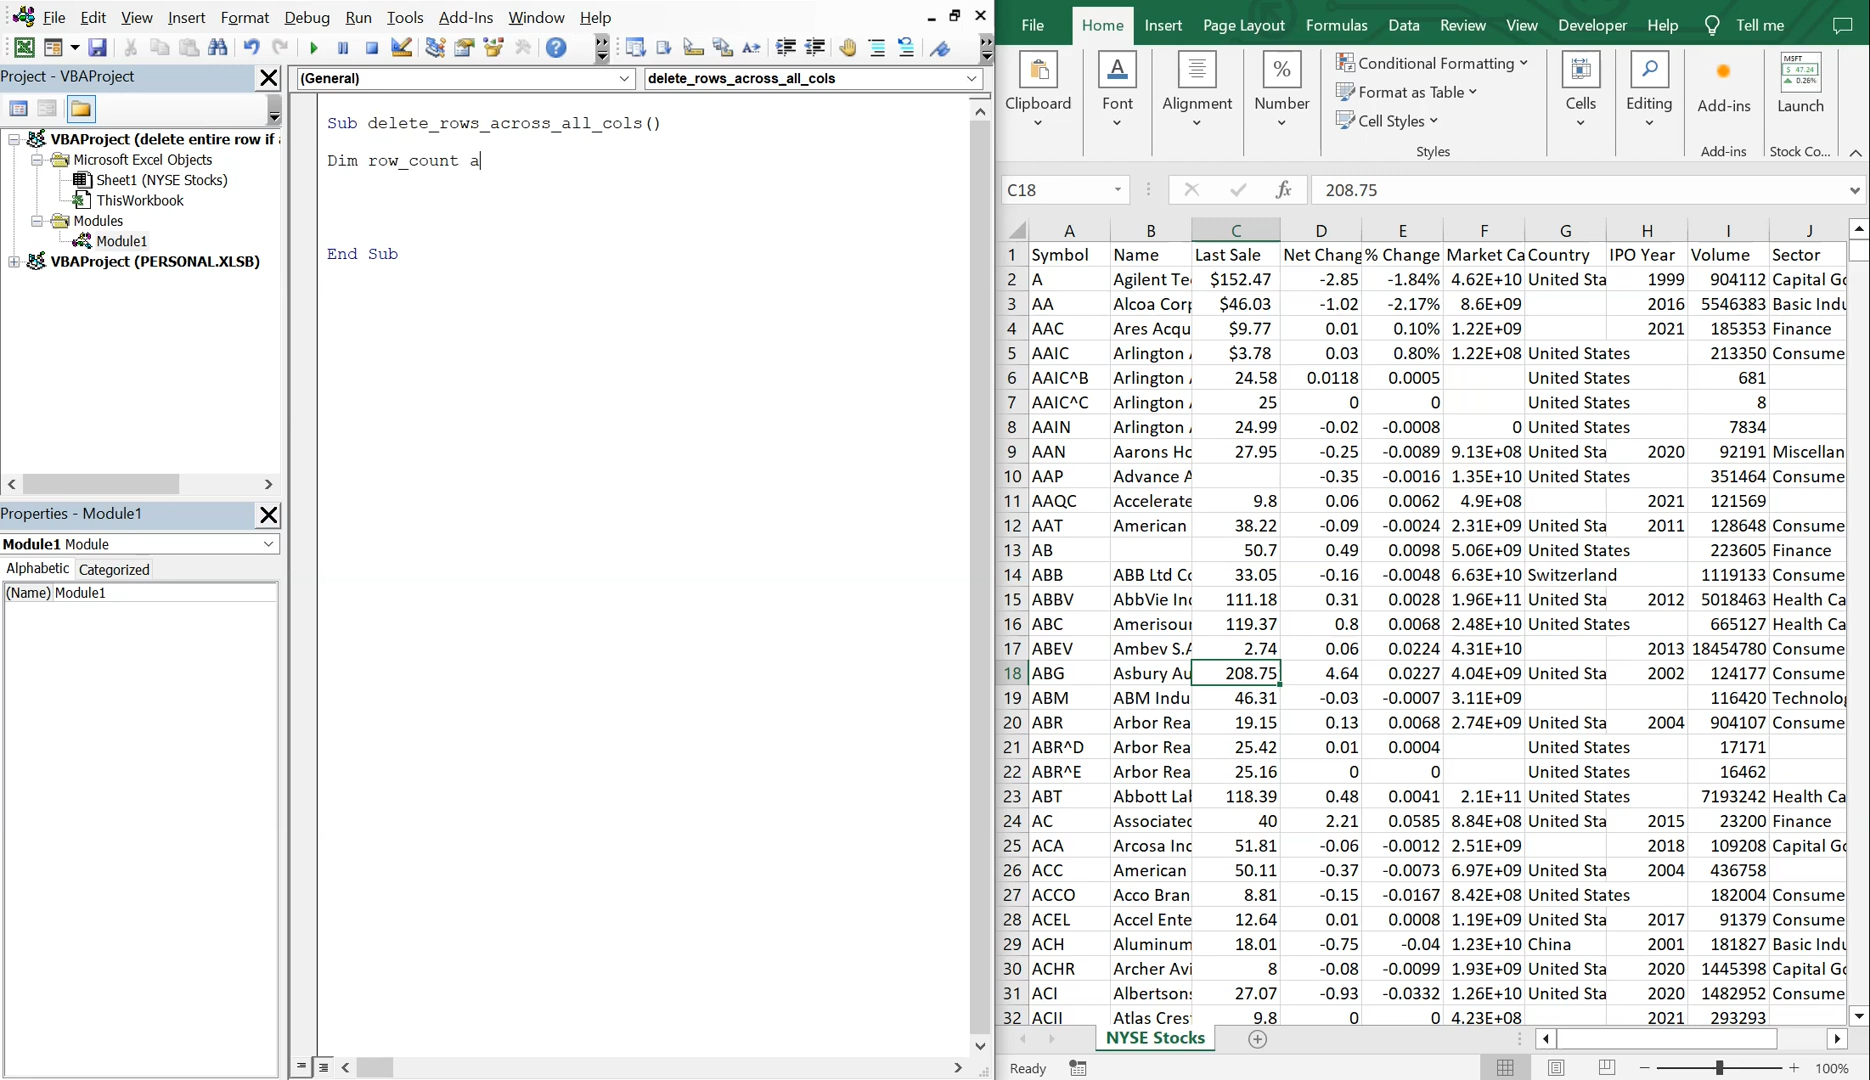 File Edit View Insert Format Debug Run Tools Add-Ins Window Help
Project - VBAProject
VBAProject (delete entire row if
Microsoft Excel Objects
Sheet1 (NYSE Stocks)
ThisWorkbook
Modules
Module1
VBAProject (PERSONAL.XLSB)
Properties - Module1
Module1 Module
Alphabetic Categorized
(Name) Module1
(General) delete_rows_across_all_cols
Sub delete_rows_across_all_cols()
Dim row_count a
End Sub
File Home Insert Page Layout Formulas Data Review View Developer Help Tell me
Clipboard Font Alignment Number Conditional Formatting Format as Table Cell Styles Styles Cells Editing Add-ins Add-ins MSFT $ 47.24 0.26% Launch Stock Co...
C18 fx 208.75
A B C D E F G H I J
1 Symbol Name Last Sale Net Chang % Change Market Ca Country IPO Year Volume Sector
2 A Agilent Te $152.47 -2.85 -1.84% 4.62E+10 United Sta 1999 904112 Capital Go
3 AA Alcoa Corp $46.03 -1.02 -2.17% 8.6E+09 2016 5546383 Basic Indu
4 AAC Ares Acqu $9.77 0.01 0.10% 1.22E+09 2021 185353 Finance
5 AAIC Arlington A $3.78 0.03 0.80% 1.22E+08 United States 213350 Consume
6 AAIC^B Arlington A 24.58 0.0118 0.0005 United States 681
7 AAIC^C Arlington A 25 0 0 United States 8
8 AAIN Arlington A 24.99 -0.02 -0.0008 0 United States 7834
9 AAN Aarons Ho 27.95 -0.25 -0.0089 9.13E+08 United Sta 2020 92191 Miscellan
10 AAP Advance A -0.35 -0.0016 1.35E+10 United States 351464 Consume
11 AAQC Accelerate 9.8 0.06 0.0062 4.9E+08 2021 121569
12 AAT American 38.22 -0.09 -0.0024 2.31E+09 United Sta 2011 128648 Consume
13 AB 50.7 0.49 0.0098 5.06E+09 United States 223605 Finance
14 ABB ABB Ltd Co 33.05 -0.16 -0.0048 6.63E+10 Switzerland 1119133 Consume
15 ABBV AbbVie Inc 111.18 0.31 0.0028 1.96E+11 United Sta 2012 5018463 Health Ca
16 ABC Amerisour 119.37 0.8 0.0068 2.48E+10 United States 665127 Health Ca
17 ABEV Ambev S.A 2.74 0.06 0.0224 4.31E+10 2013 18454780 Consume
18 ABG Asbury Au 208.75 4.64 0.0227 4.04E+09 United Sta 2002 124177 Consume
19 ABM ABM Indu 46.31 -0.03 -0.0007 3.11E+09 116420 Technolog
20 ABR Arbor Rea 19.15 0.13 0.0068 2.74E+09 United Sta 2004 904107 Consume
21 ABR^D Arbor Rea 25.42 0.01 0.0004 United States 17171
22 ABR^E Arbor Rea 25.16 0 0 United States 16462
23 ABT Abbott Lab 118.39 0.48 0.0041 2.1E+11 United States 7193242 Health Ca
24 AC Associated 40 2.21 0.0585 8.84E+08 United Sta 2015 23200 Finance
25 ACA Arcosa Inc 51.81 -0.06 -0.0012 2.51E+09 2018 109208 Capital Go
26 ACC American 50.11 -0.37 -0.0073 6.97E+09 United Sta 2004 436758
27 ACCO Acco Bran 8.81 -0.15 -0.0167 8.42E+08 United States 182004 Consume
28 ACEL Accel Ente 12.64 0.01 0.0008 1.19E+09 United Sta 2017 91379 Consume
29 ACH Aluminum 18.01 -0.75 -0.04 1.23E+10 China 2001 181827 Basic Indu
30 ACHR Archer Avi 8 -0.08 -0.0099 1.93E+09 United Sta 2020 1445398 Capital Go
31 ACI Albertsons 27.07 -0.93 -0.0332 1.26E+10 United Sta 2020 1482952 Consume
32 ACII Atlas Cres 9.8 0 0 4.23E+08 2021 293293
NYSE Stocks
Ready 100%